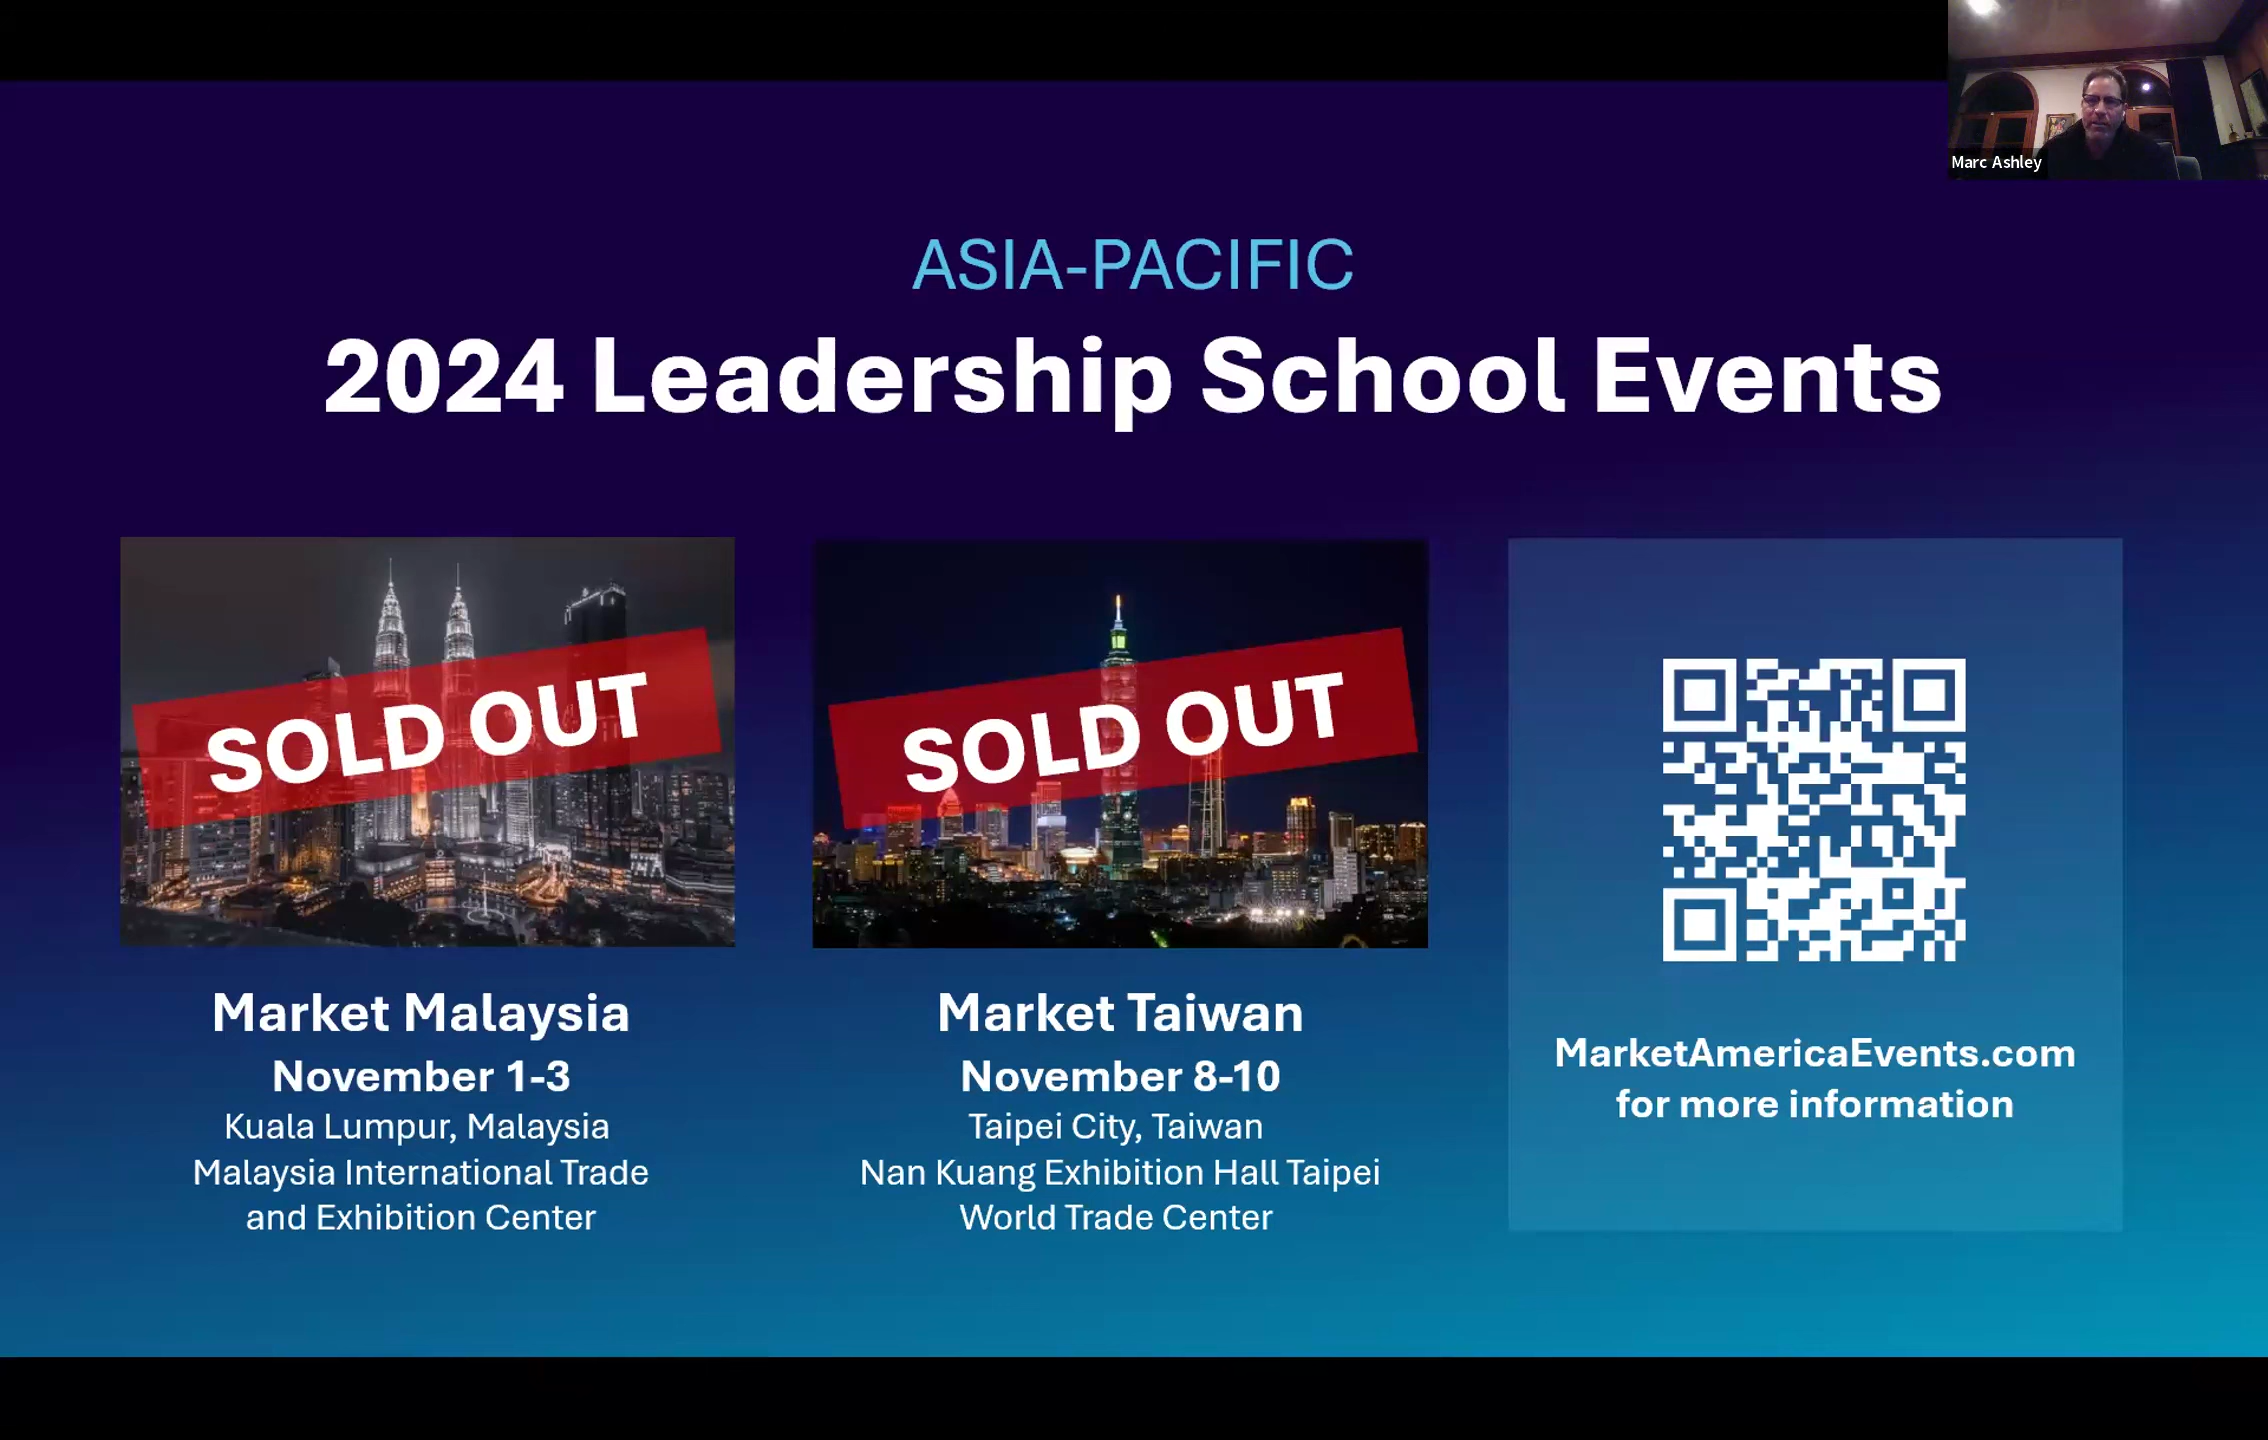 Marc Ashley
ASIA-PACIFIC
2024 Leadership School Events
SOLD OUT
Market Malaysia
November 1-3
Kuala Lumpur, Malaysia
Malaysia International Trade
and Exhibition Center
SOLD OUT
Market Taiwan
November 8-10
Taipei City, Taiwan
Nan Kuang Exhibition Hall Taipei
World Trade Center
MarketAmericaEvents.com
for more information